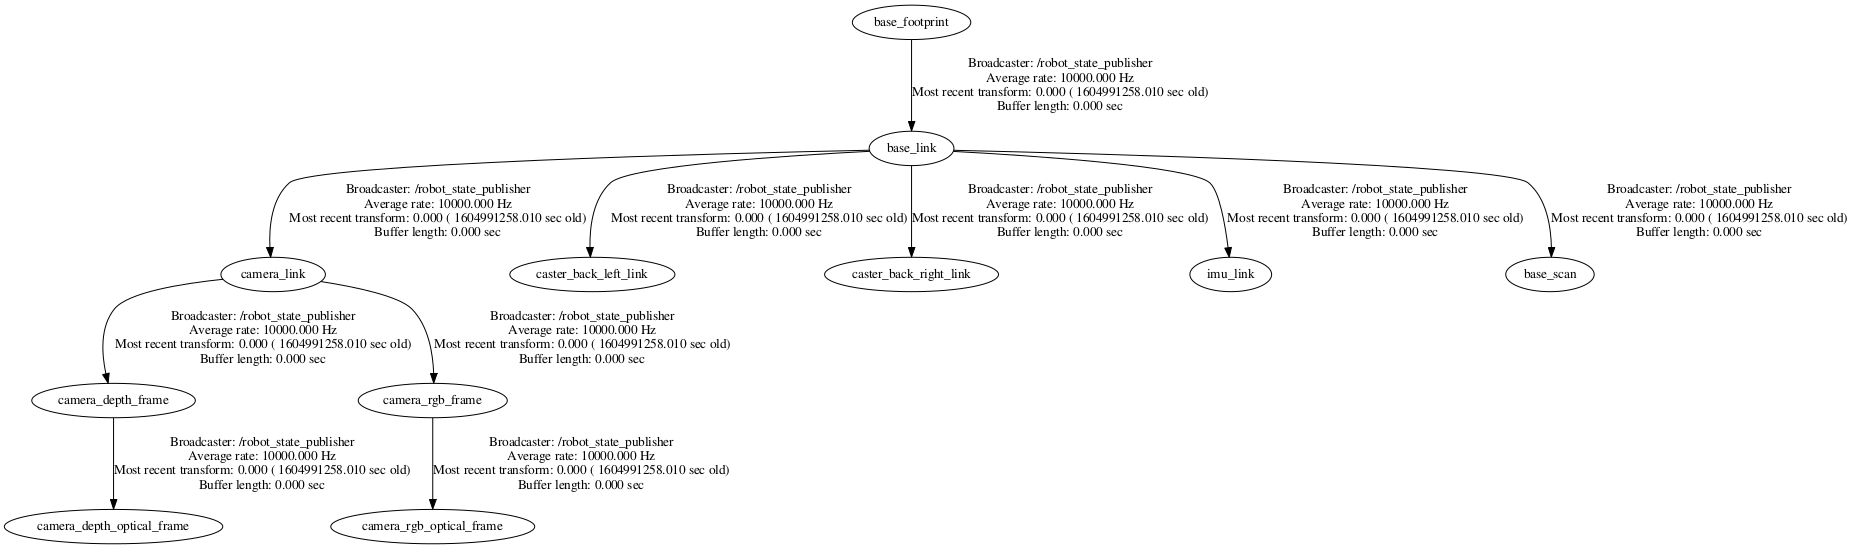 base_footprint
Broadcaster: /robot_state_publisher
Average rate: 10000.000 Hz
Most recent transform: 0.000 ( 1604991258.010 sec old)
Buffer length: 0.000 sec
base_link
Broadcaster: /robot_state_publisher
Average rate: 10000.000 Hz
Most recent transform: 0.000 ( 1604991258.010 sec old)
Buffer length: 0.000 sec
Broadcaster: /robot_state_publisher
Average rate: 10000.000 Hz
Most recent transform: 0.000 ( 1604991258.010 sec old)
Buffer length: 0.000 sec
Broadcaster: /robot_state_publisher
Average rate: 10000.000 Hz
Most recent transform: 0.000 ( 1604991258.010 sec old)
Buffer length: 0.000 sec
Broadcaster: /robot_state_publisher
Average rate: 10000.000 Hz
Most recent transform: 0.000 ( 1604991258.010 sec old)
Buffer length: 0.000 sec
Broadcaster: /robot_state_publisher
Average rate: 10000.000 Hz
Most recent transform: 0.000 ( 1604991258.010 sec old)
Buffer length: 0.000 sec
camera_link
caster_back_left_link
caster_back_right_link
imu_link
base_scan
Broadcaster: /robot_state_publisher
Average rate: 10000.000 Hz
Most recent transform: 0.000 ( 1604991258.010 sec old)
Buffer length: 0.000 sec
Broadcaster: /robot_state_publisher
Average rate: 10000.000 Hz
Most recent transform: 0.000 ( 1604991258.010 sec old)
Buffer length: 0.000 sec
camera_depth_frame
camera_rgb_frame
Broadcaster: /robot_state_publisher
Average rate: 10000.000 Hz
Most recent transform: 0.000 ( 1604991258.010 sec old)
Buffer length: 0.000 sec
Broadcaster: /robot_state_publisher
Average rate: 10000.000 Hz
Most recent transform: 0.000 ( 1604991258.010 sec old)
Buffer length: 0.000 sec
camera_depth_optical_frame
camera_rgb_optical_frame